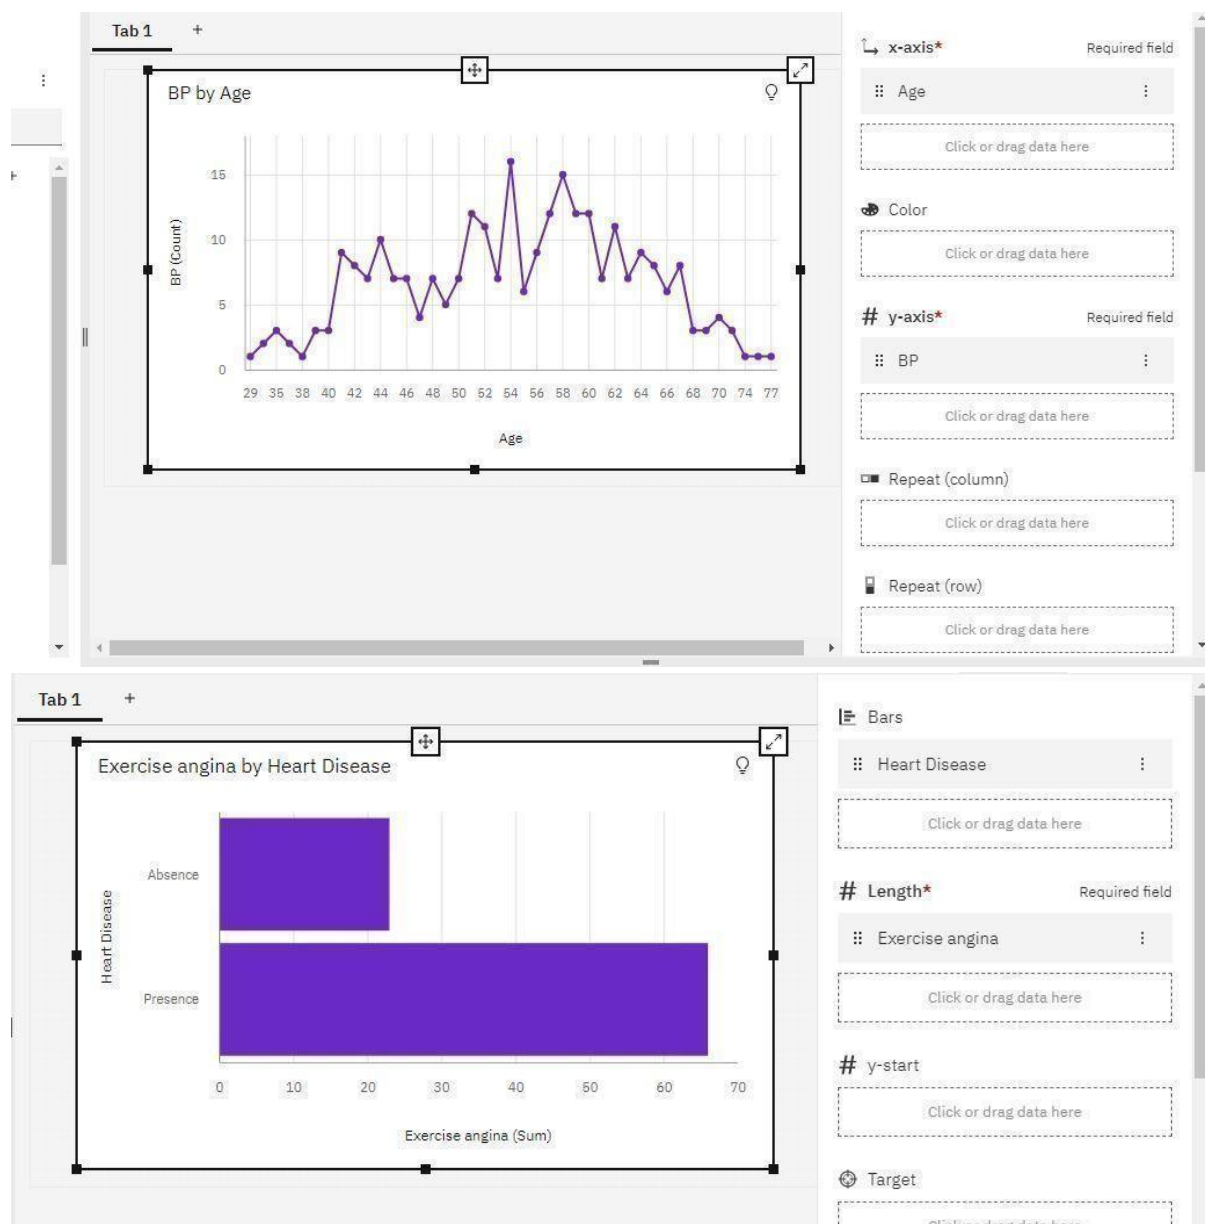 Tab 1 +
BP by Age
15
10
5
0
BP (Count)
29 35 38 40 42 44 46 48 50 52 54 56 58 60 62 64 66 68 70 74 77
Age
x-axis* Required field
Age
Click or drag data here
Color
Click or drag data here
# y-axis* Required field
BP
Click or drag data here
Repeat (column)
Click or drag data here
Repeat (row)
Click or drag data here
Tab 1 +
Exercise angina by Heart Disease
Heart Disease
Absence
Presence
0 10 20 30 40 50 60 70
Exercise angina (Sum)
Bars
Heart Disease
Click or drag data here
# Length* Required field
Exercise angina
Click or drag data here
# y-start
Click or drag data here
Target
Click or drag data here